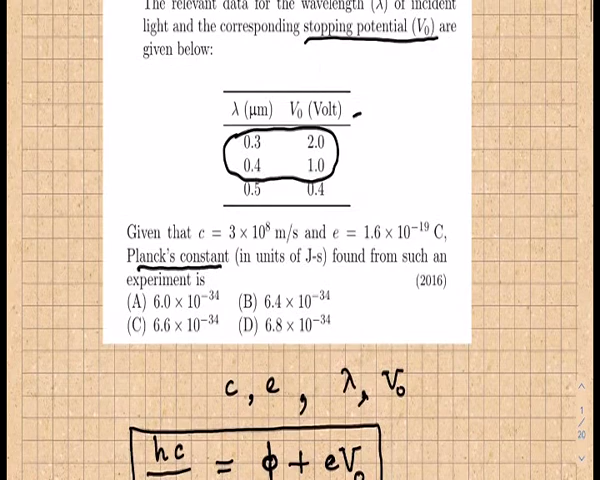 The relevant data for the wavelength (λ) of incident
light and the corresponding stopping potential (V₀) are
given below:
λ (μm) V₀ (Volt)
0.3 2.0
0.4 1.0
0.5 0.4
Given that c = 3 × 10⁸ m/s and e = 1.6 × 10⁻¹⁹ C,
Planck's constant (in units of J-s) found from such an
experiment is (2016)
(A) 6.0 × 10⁻³⁴ (B) 6.4 × 10⁻³⁴
(C) 6.6 × 10⁻³⁴ (D) 6.8 × 10⁻³⁴
c, e, λ, V₀
hc
= ϕ + eV₀
1
/
20